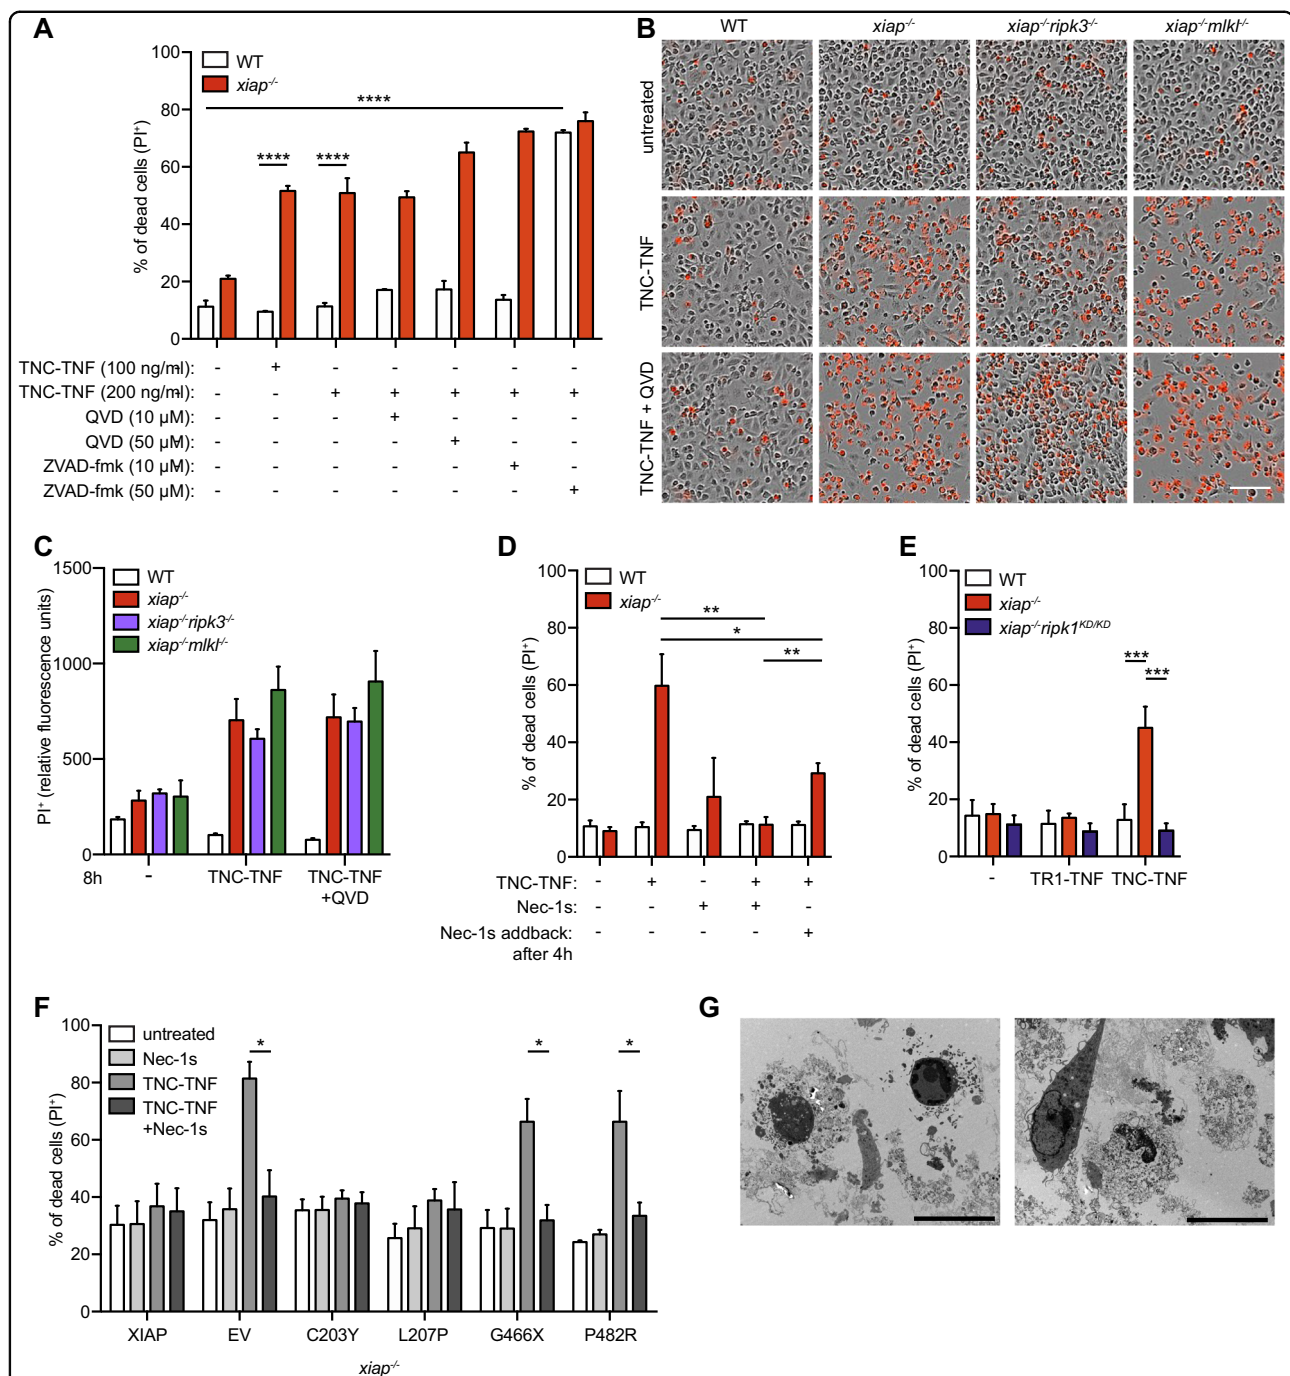 A
WT
xiap-/-
% of dead cells (PI+)
100
80
60
40
20
0
****
****
****
TNC-TNF (100 ng/ml): - + - - - - -
TNC-TNF (200 ng/ml): - - + + + + +
QVD (10 µM): - - - + - - -
QVD (50 µM): - - - - + - -
ZVAD-fmk (10 µM): - - - - - + -
ZVAD-fmk (50 µM): - - - - - - +
B
WT xiap-/- xiap-/-ripk3-/- xiap-/-mlkl-/-
untreated
TNC-TNF
TNC-TNF + QVD
C
WT
xiap-/-
xiap-/-ripk3-/-
xiap-/-mlkl-/-
PI+ (relative fluorescence units)
1500
1000
500
0
8h - TNC-TNF TNC-TNF
+QVD
D
WT
xiap-/-
% of dead cells (PI+)
100
80
60
40
20
0
**
*
**
TNC-TNF: - + - + +
Nec-1s: - - + + -
Nec-1s addback: - - - - +
after 4h
E
WT
xiap-/-
xiap-/-ripk1KD/KD
% of dead cells (PI+)
100
80
60
40
20
0
***
***
- TR1-TNF TNC-TNF
F
untreated
Nec-1s
TNC-TNF
TNC-TNF
+Nec-1s
% of dead cells (PI+)
100
80
60
40
20
0
* * *
XIAP EV C203Y L207P G466X P482R
xiap-/-
G